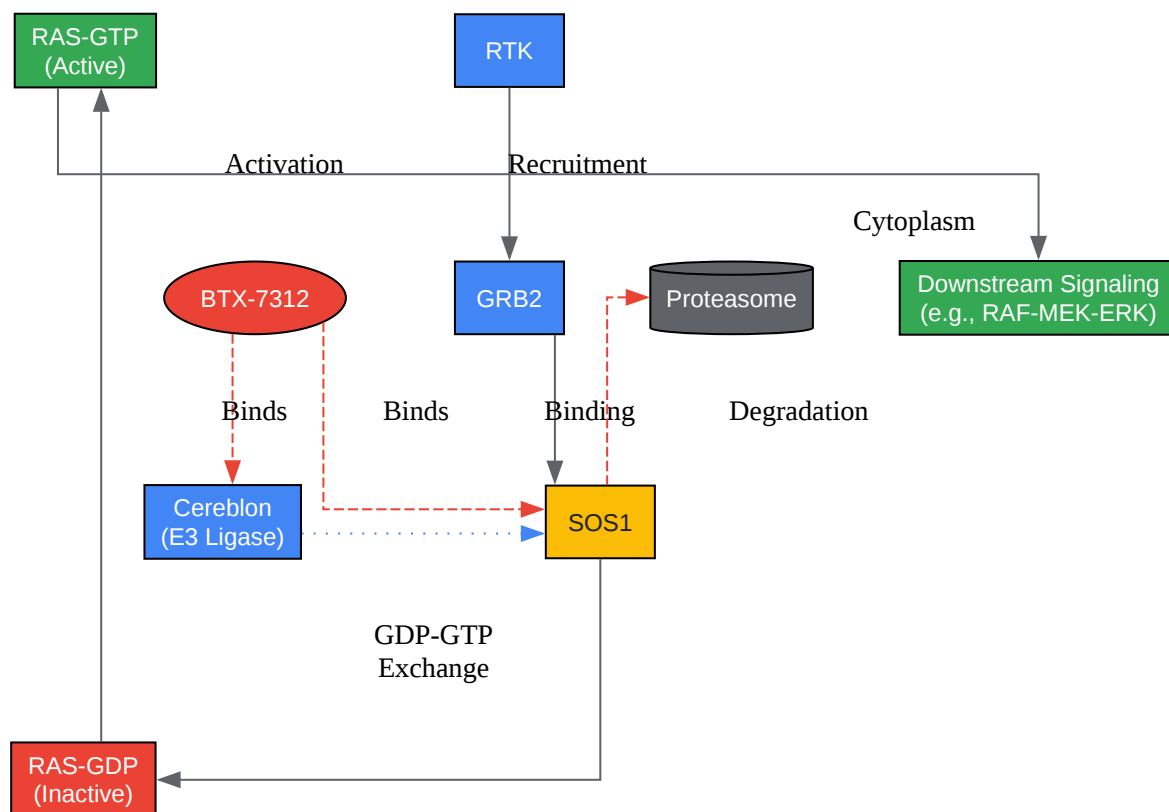 RAS-GTP
(Active)
RTK
Activation
Recruitment
Cytoplasm
BTX-7312
GRB2
Proteasome
Downstream Signaling
(e.g., RAF-MEK-ERK)
Binds
Binds
Binding
Degradation
Cereblon
(E3 Ligase)
SOS1
GDP-GTP
Exchange
RAS-GDP
(Inactive)